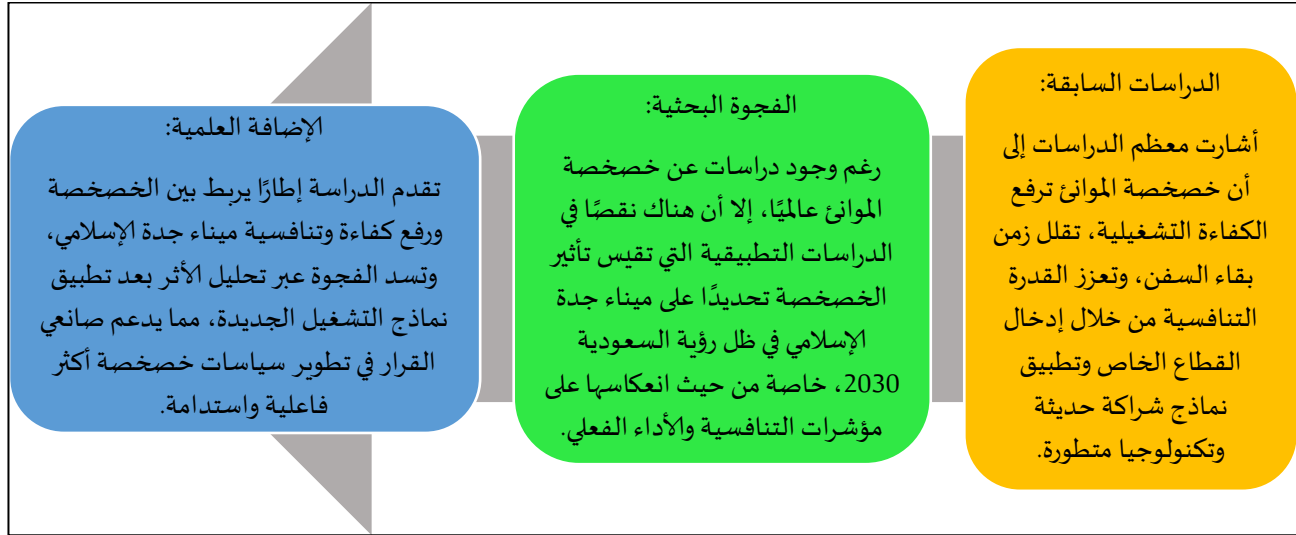 الدراسات السابقة:
أشارت معظم الدراسات إلى
أن خصخصة الموانئ ترفع
الكفاءة التشغيلية، تقلل زمن
بقاء السفن، وتعزز القدرة
التنافسية من خلال إدخال
القطاع الخاص وتطبيق
نماذج شراكة حديثة
وتكنولوجيا متطورة.
الفجوة البحثية:
رغم وجود دراسات عن خصخصة
الموانئ عالميًا، إلا أن هناك نقصًا في
الدراسات التطبيقية التي تقيس تأثير
الخصخصة تحديدًا على ميناء جدة
الإسلامي في ظل رؤية السعودية
2030، خاصة من حيث انعكاسها على
مؤشرات التنافسية والأداء الفعلي.
الإضافة العلمية:
تقدم الدراسة إطارًا يربط بين الخصخصة
ورفع كفاءة وتنافسية ميناء جدة الإسلامي،
وتسد الفجوة عبر تحليل الأثر بعد تطبيق
نماذج التشغيل الجديدة، مما يدعم صانعي
القرار في تطوير سياسات خصخصة أكثر
فاعلية واستدامة.